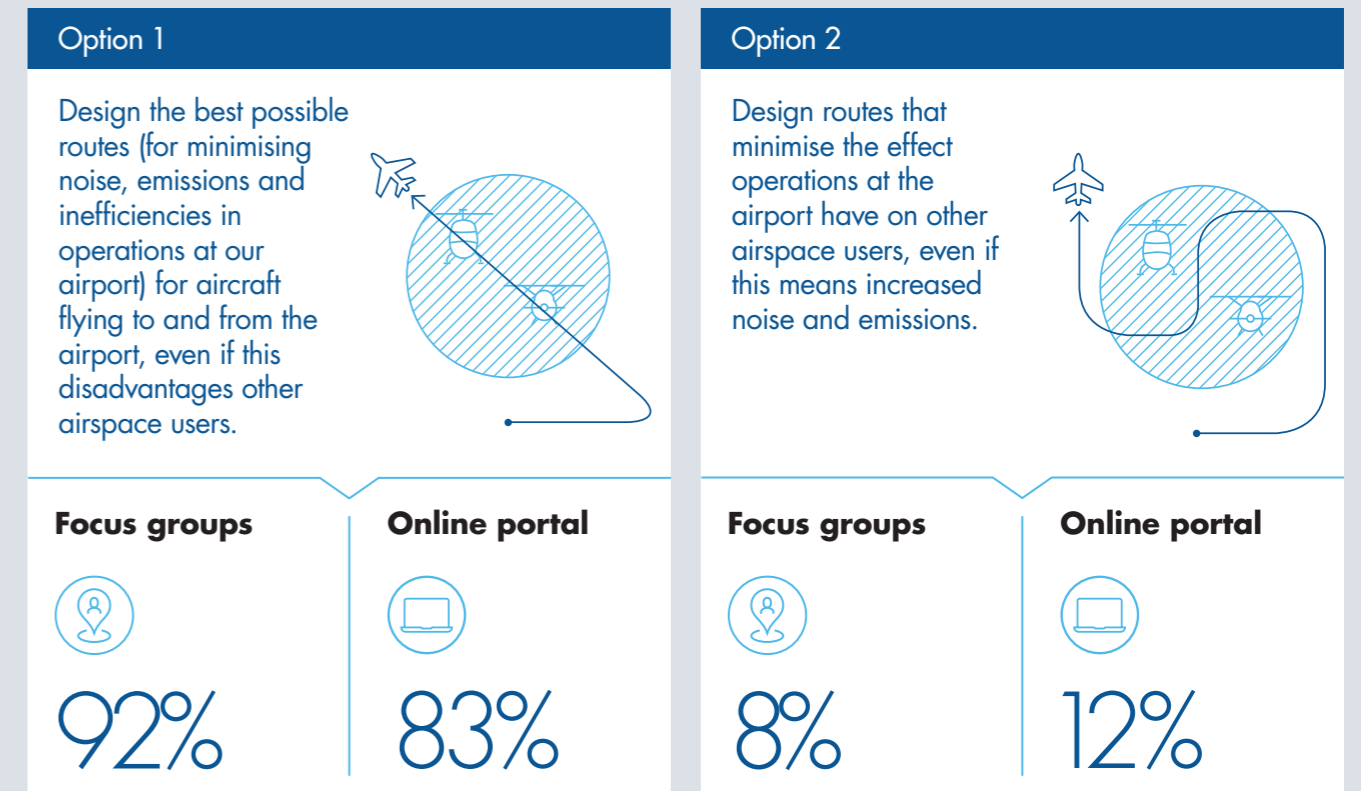 Option 1
Design the best possible
routes (for minimising
noise, emissions and
inefficiencies in
operations at our
airport) for aircraft
flying to and from the
airport, even if this
disadvantages other
airspace users.
Focus groups
Online portal
92%
83%
Option 2
Design routes that
minimise the effect
operations at the
airport have on other
airspace users, even if
this means increased
noise and emissions.
Focus groups
Online portal
8%
12%